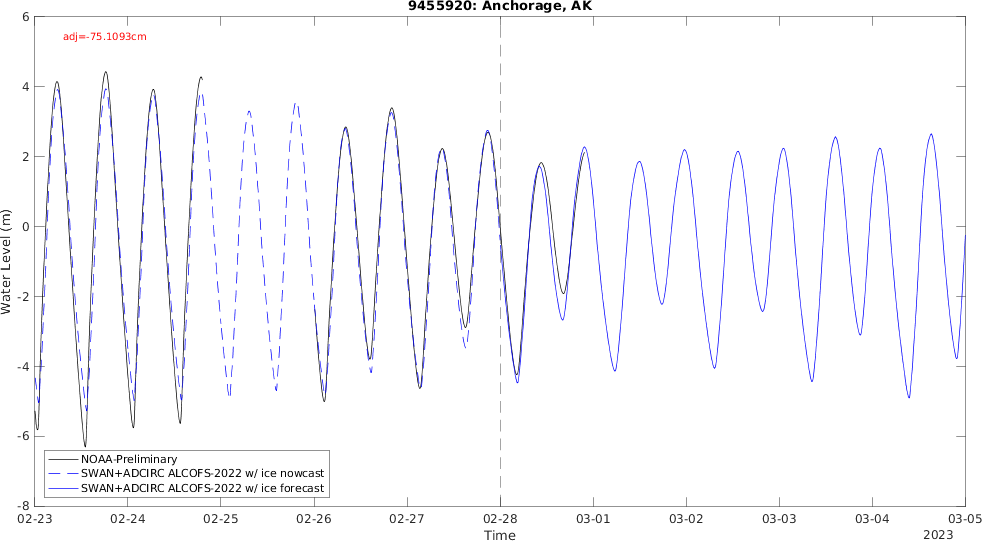 9455920: Anchorage, AK
adj=-75.1093cm
6
4
2
0
-2
-4
-6
-8
Water Level (m)
NOAA-Preliminary
SWAN+ADCIRC ALCOFS-2022 w/ ice nowcast
SWAN+ADCIRC ALCOFS-2022 w/ ice forecast
02-23 02-24 02-25 02-26 02-27 02-28 03-01 03-02 03-03 03-04 03-05
Time
2023